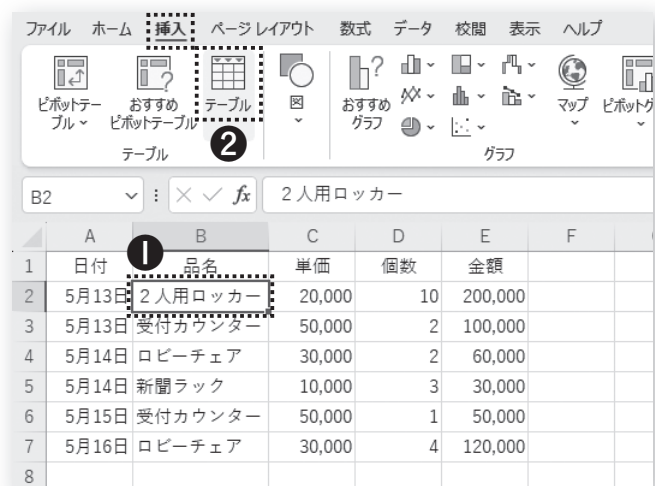 ファイル ホーム 挿入 ページ レイアウト 数式 データ 校閲 表示 ヘルプ
ピボットテー
ブル
おすすめ
ピボットテーブル
テーブル
図
おすすめ
グラフ
マップ
ピボットグ
❷
テーブル
グラフ
B2
fx
2人用ロッカー
A B C D E F
❶
1 日付 品名 単価 個数 金額
2 5月13日 2人用ロッカー 20,000 10 200,000
3 5月13日 受付カウンター 50,000 2 100,000
4 5月14日 ロビーチェア 30,000 2 60,000
5 5月14日 新聞ラック 10,000 3 30,000
6 5月15日 受付カウンター 50,000 1 50,000
7 5月16日 ロビーチェア 30,000 4 120,000
8